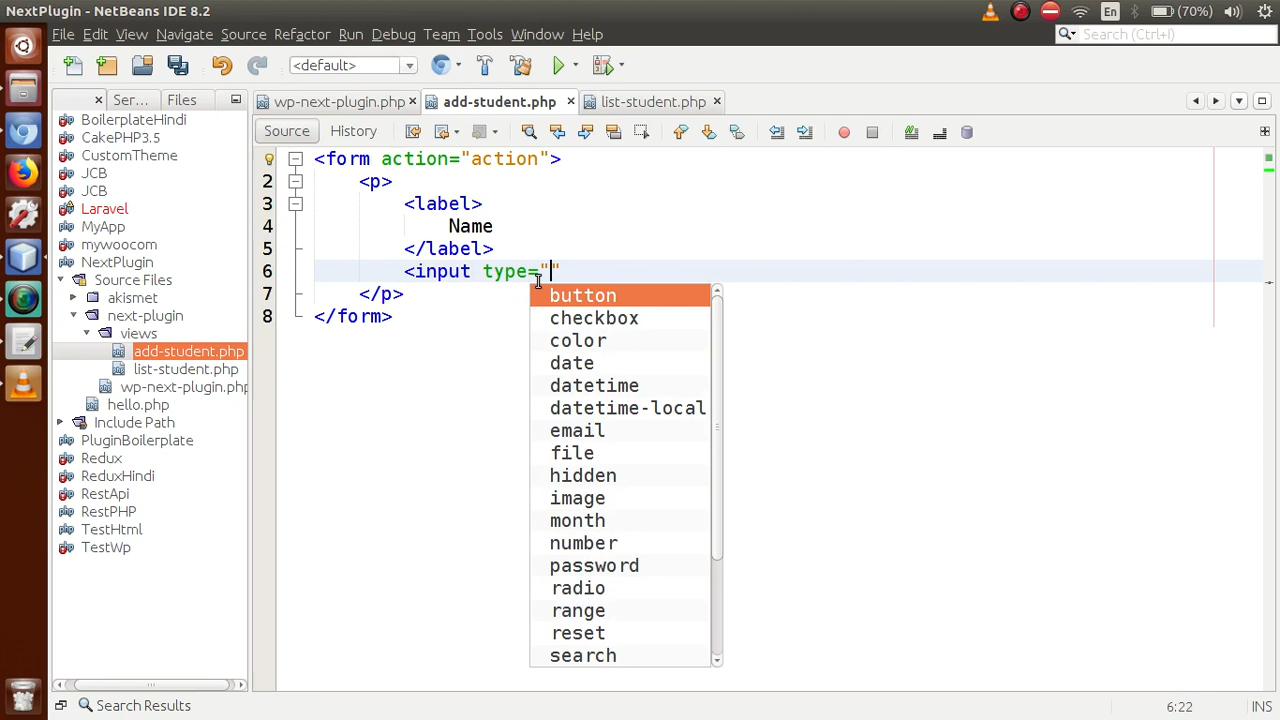 NextPlugin - NetBeans IDE 8.2
En
(70%)
File Edit View Navigate Source Refactor Run Debug Team Tools Window Help
Search (Ctrl+I)
<default>
Ser...
Files
wp-next-plugin.php
add-student.php
list-student.php
Source
History
BoilerplateHindi
CakePHP3.5
CustomTheme
JCB
JCB
Laravel
MyApp
mywoocom
NextPlugin
Source Files
akismet
next-plugin
views
add-student.php
list-student.php
wp-next-plugin.php
hello.php
Include Path
PluginBoilerplate
Redux
ReduxHindi
RestApi
RestPHP
TestHtml
TestWp
<form action="action">
2 <p>
3 <label>
4 Name
5 </label>
6 <input type=""
7 </p>
8 </form>
button
checkbox
color
date
datetime
datetime-local
email
file
hidden
image
month
number
password
radio
range
reset
search
Search Results
6:22
INS